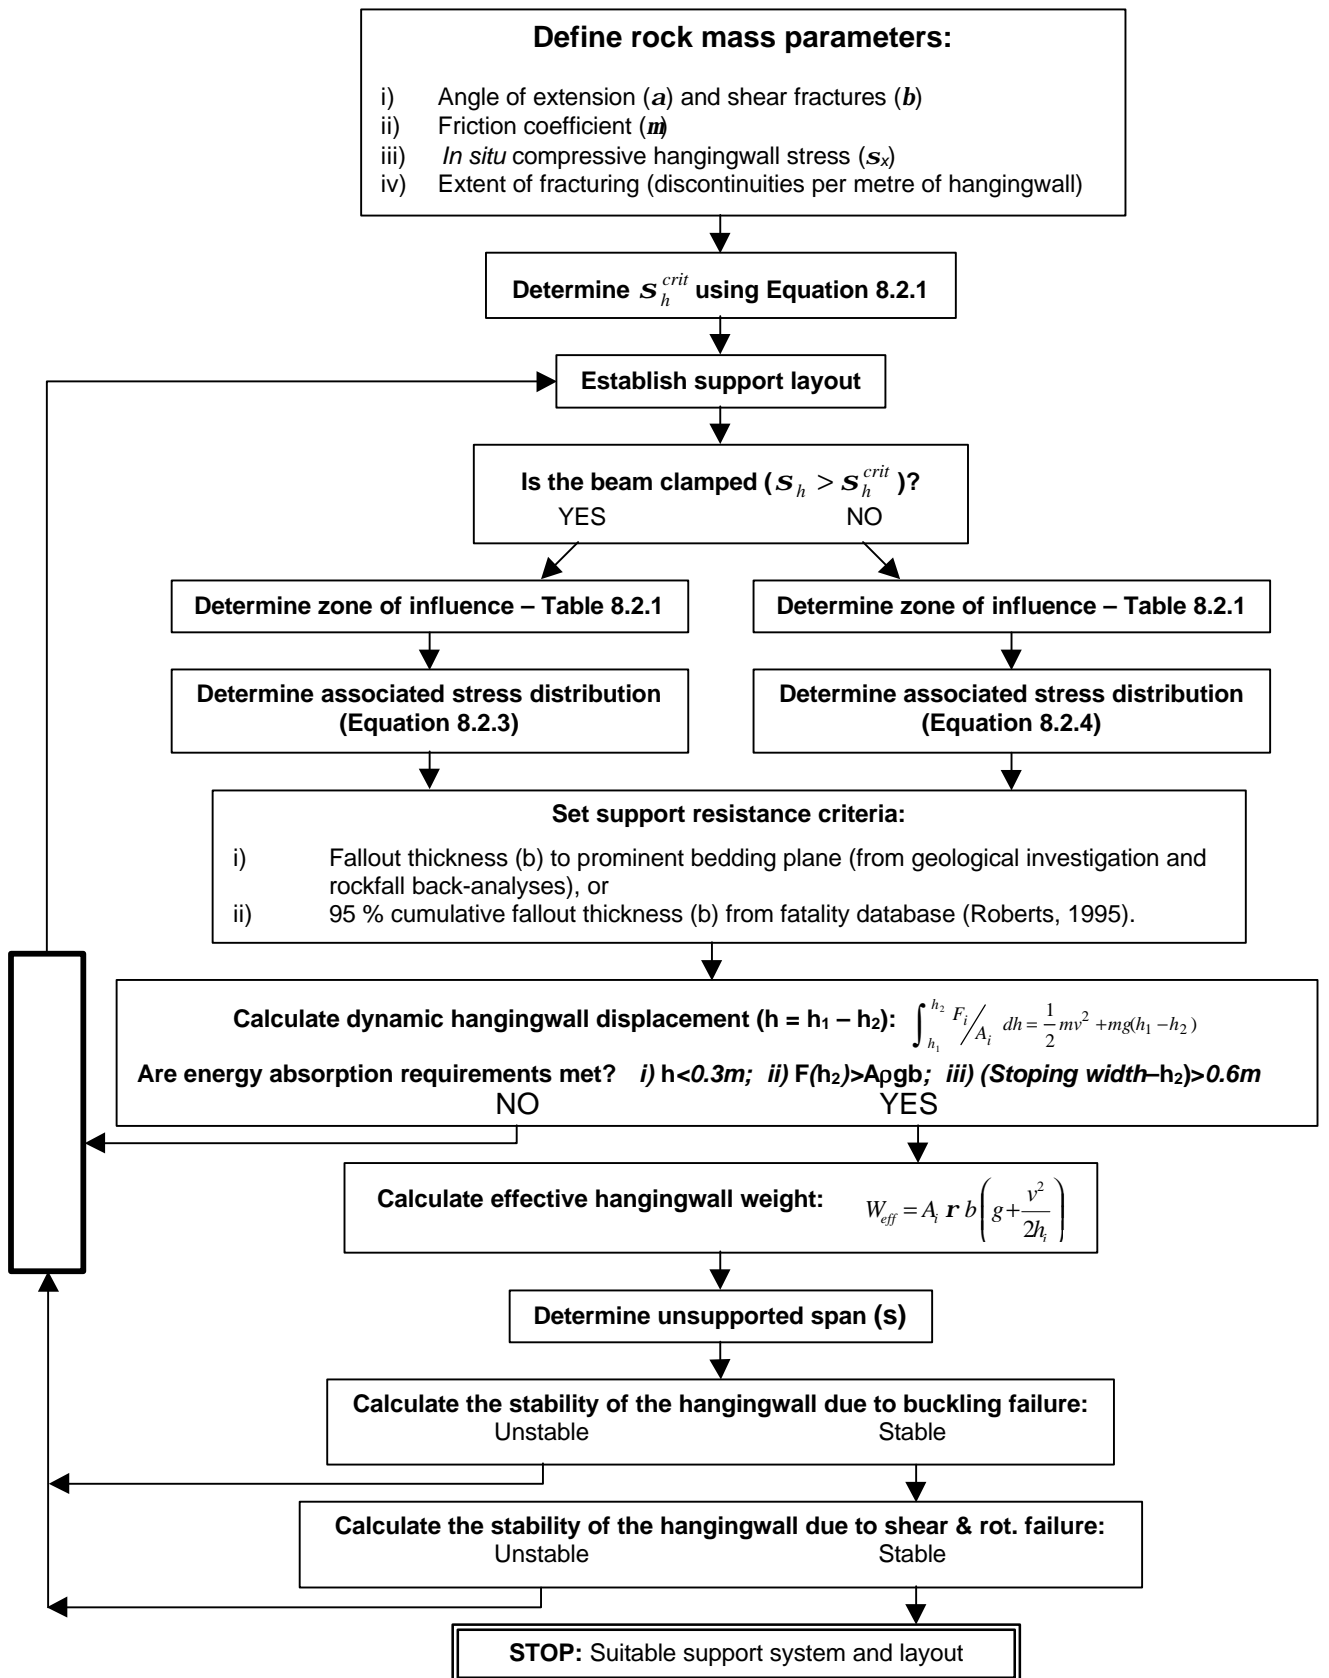 Define rock mass parameters:
i) Angle of extension (a) and shear fractures (b)
ii) Friction coefficient (m)
iii) In situ compressive hangingwall stress (sx)
iv) Extent of fracturing (discontinuities per metre of hangingwall)
Determine s_h^crit using Equation 8.2.1
Establish support layout
Is the beam clamped (s_h > s_h^crit)?
YES NO
Determine zone of influence – Table 8.2.1
Determine zone of influence – Table 8.2.1
Determine associated stress distribution
(Equation 8.2.3)
Determine associated stress distribution
(Equation 8.2.4)
Set support resistance criteria:
i) Fallout thickness (b) to prominent bedding plane (from geological investigation and
rockfall back-analyses), or
ii) 95 % cumulative fallout thickness (b) from fatality database (Roberts, 1995).
Calculate dynamic hangingwall displacement (h = h1 – h2): ∫_{h1}^{h2} F_i/A_i dh = 1/2 mv² + mg(h1 – h2)
Are energy absorption requirements met? i) h<0.3m; ii) F(h2)>Aρgb; iii) (Stoping width–h2)>0.6m
NO YES
Calculate effective hangingwall weight: W_eff = A_i r b (g + v²/2h_i)
Determine unsupported span (s)
Calculate the stability of the hangingwall due to buckling failure:
Unstable Stable
Calculate the stability of the hangingwall due to shear & rot. failure:
Unstable Stable
STOP: Suitable support system and layout